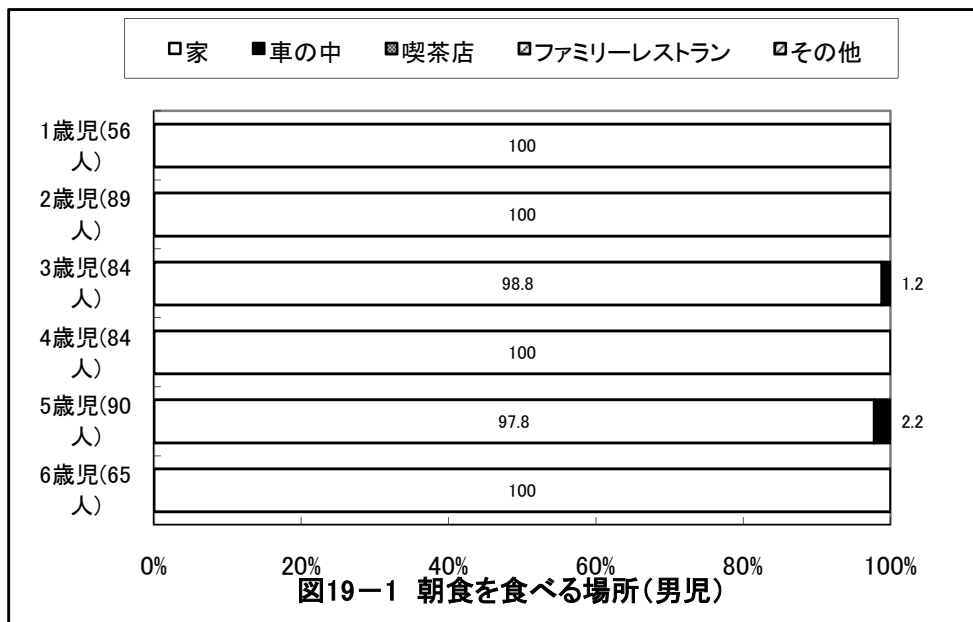 家 車の中 喫茶店 ファミリーレストラン その他
1歳児(56
人)
100
2歳児(89
人)
100
3歳児(84
人)
98.8 1.2
4歳児(84
人)
100
5歳児(90
人)
97.8 2.2
6歳児(65
人)
100
0% 20% 40% 60% 80% 100%
図19－1 朝食を食べる場所(男児)